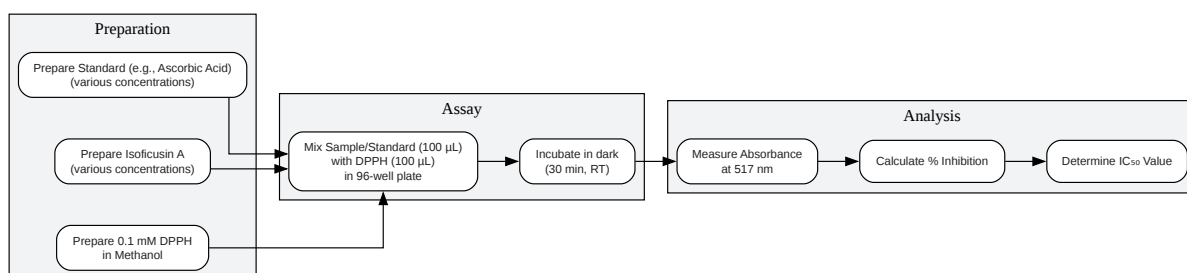 Preparation
Prepare Standard (e.g., Ascorbic Acid)
(various concentrations)
Prepare Isoficusin A
(various concentrations)
Prepare 0.1 mM DPPH
in Methanol
Assay
Mix Sample/Standard (100 µL)
with DPPH (100 µL)
in 96-well plate
Incubate in dark
(30 min, RT)
Analysis
Measure Absorbance
at 517 nm
Calculate % Inhibition
Determine IC₅₀ Value